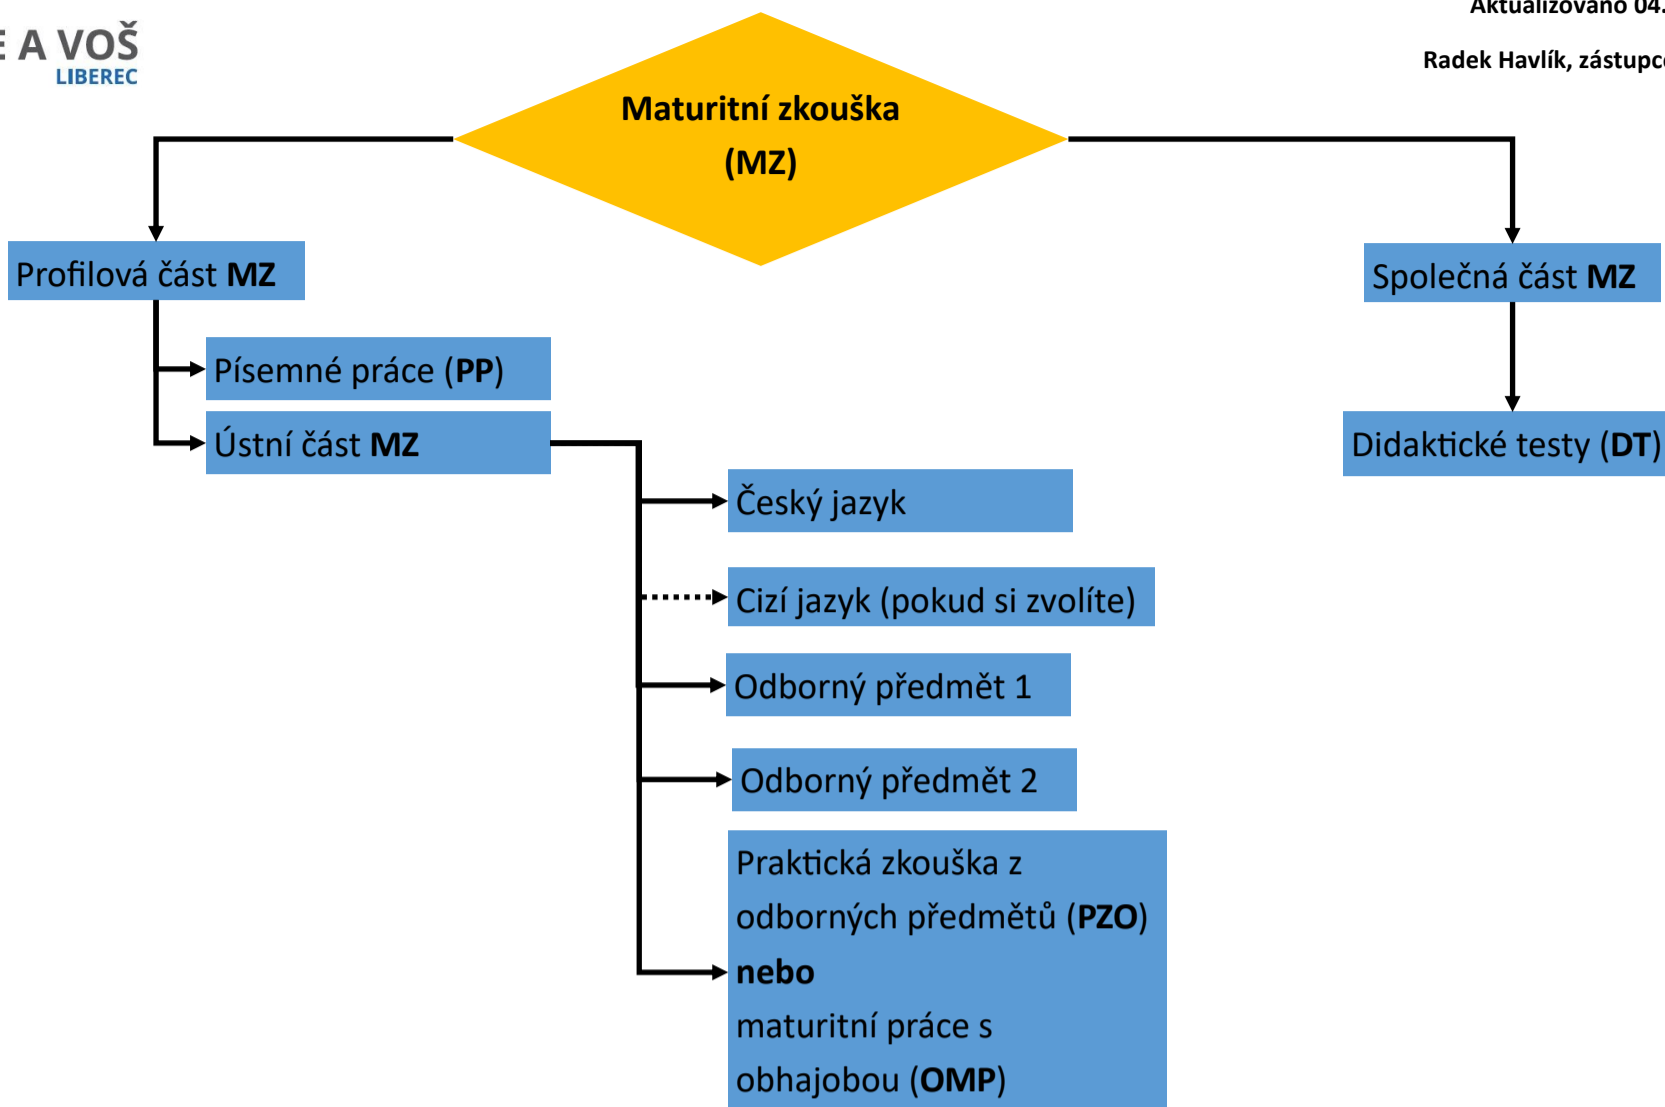 Aktualizováno 04.
E A VOŠ
LIBEREC
Radek Havlík, zástupce
Maturitní zkouška
(MZ)
Profilová část MZ
Společná část MZ
Písemné práce (PP)
Ústní část MZ
Didaktické testy (DT)
Český jazyk
Cizí jazyk (pokud si zvolíte)
Odborný předmět 1
Odborný předmět 2
Praktická zkouška z
odborných předmětů (PZO)
nebo
maturitní práce s
obhajobou (OMP)